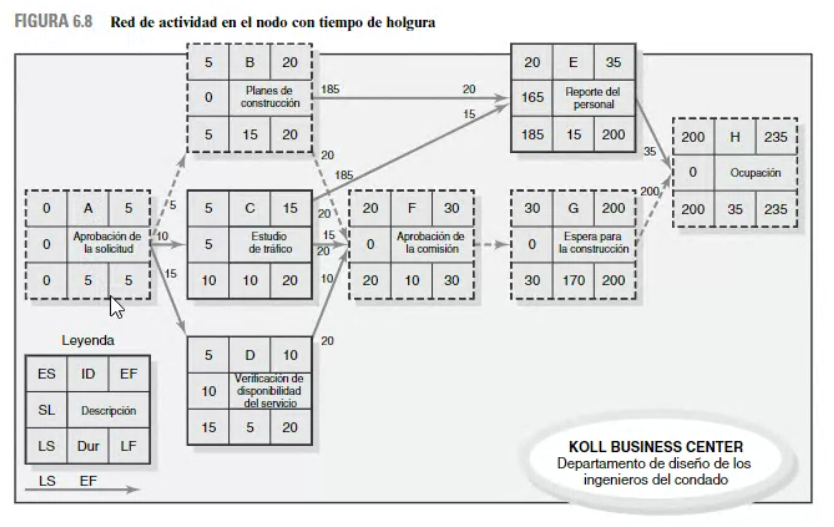 FIGURA 6.8 Red de actividad en el nodo con tiempo de holgura
5 B 20
0 Planes de
construcción
5 15 20
20 E 35
165 Reporte del
personal
185 15 200
200 H 235
0 Ocupación
200 35 235
0 A 5
0 Aprobación de
la solicitud
0 5 5
5 C 15
5 Estudio
de tráfico
10 10 20
20 F 30
0 Aprobación de
la comisión
20 10 30
30 G 200
0 Espera para
la construcción
30 170 200
5 D 10
10 Verificación de
disponibilidad
del servicio
15 5 20
185
20
15
20
185
5
10
15
20
15
20
10
20
35
200
Leyenda
ES ID EF
SL Descripción
LS Dur LF
LS EF
KOLL BUSINESS CENTER
Departamento de diseño de los
ingenieros del condado